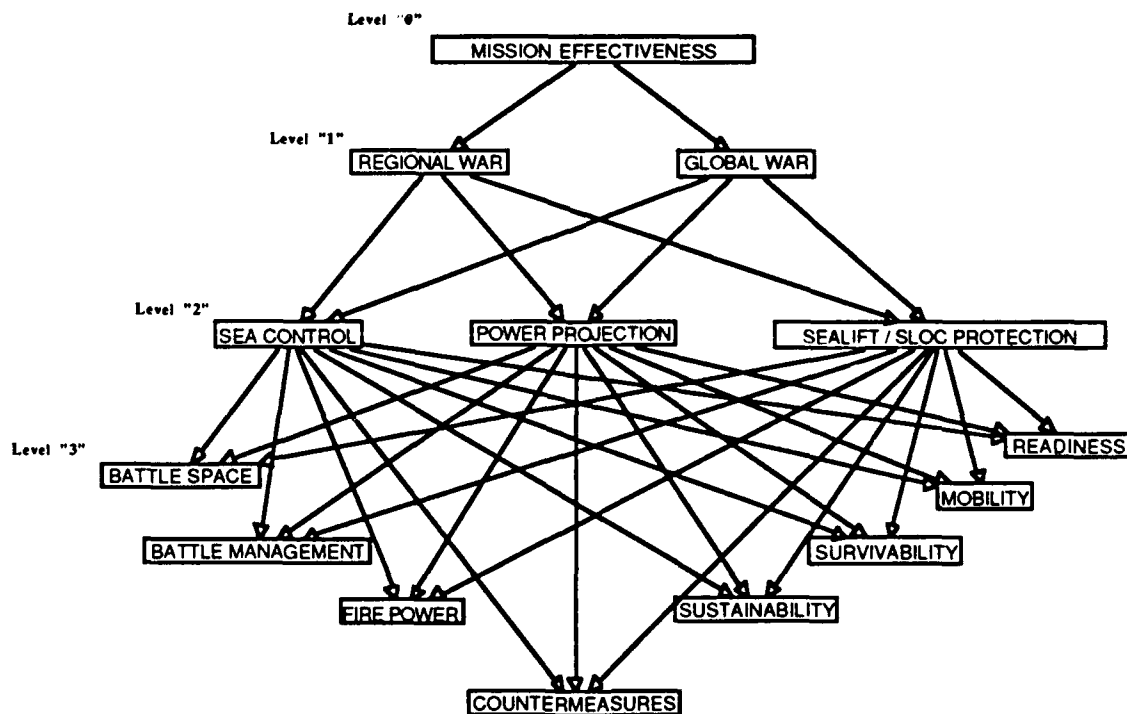 Level "0"
MISSION EFFECTIVENESS
Level "1"
REGIONAL WAR
GLOBAL WAR
Level "2"
SEA CONTROL
POWER PROJECTION
SEALIFT / SLOC PROTECTION
Level "3"
READINESS
BATTLE SPACE
MOBILITY
BATTLE MANAGEMENT
SURVIVABILITY
FIRE POWER
SUSTAINABILITY
COUNTERMEASURES